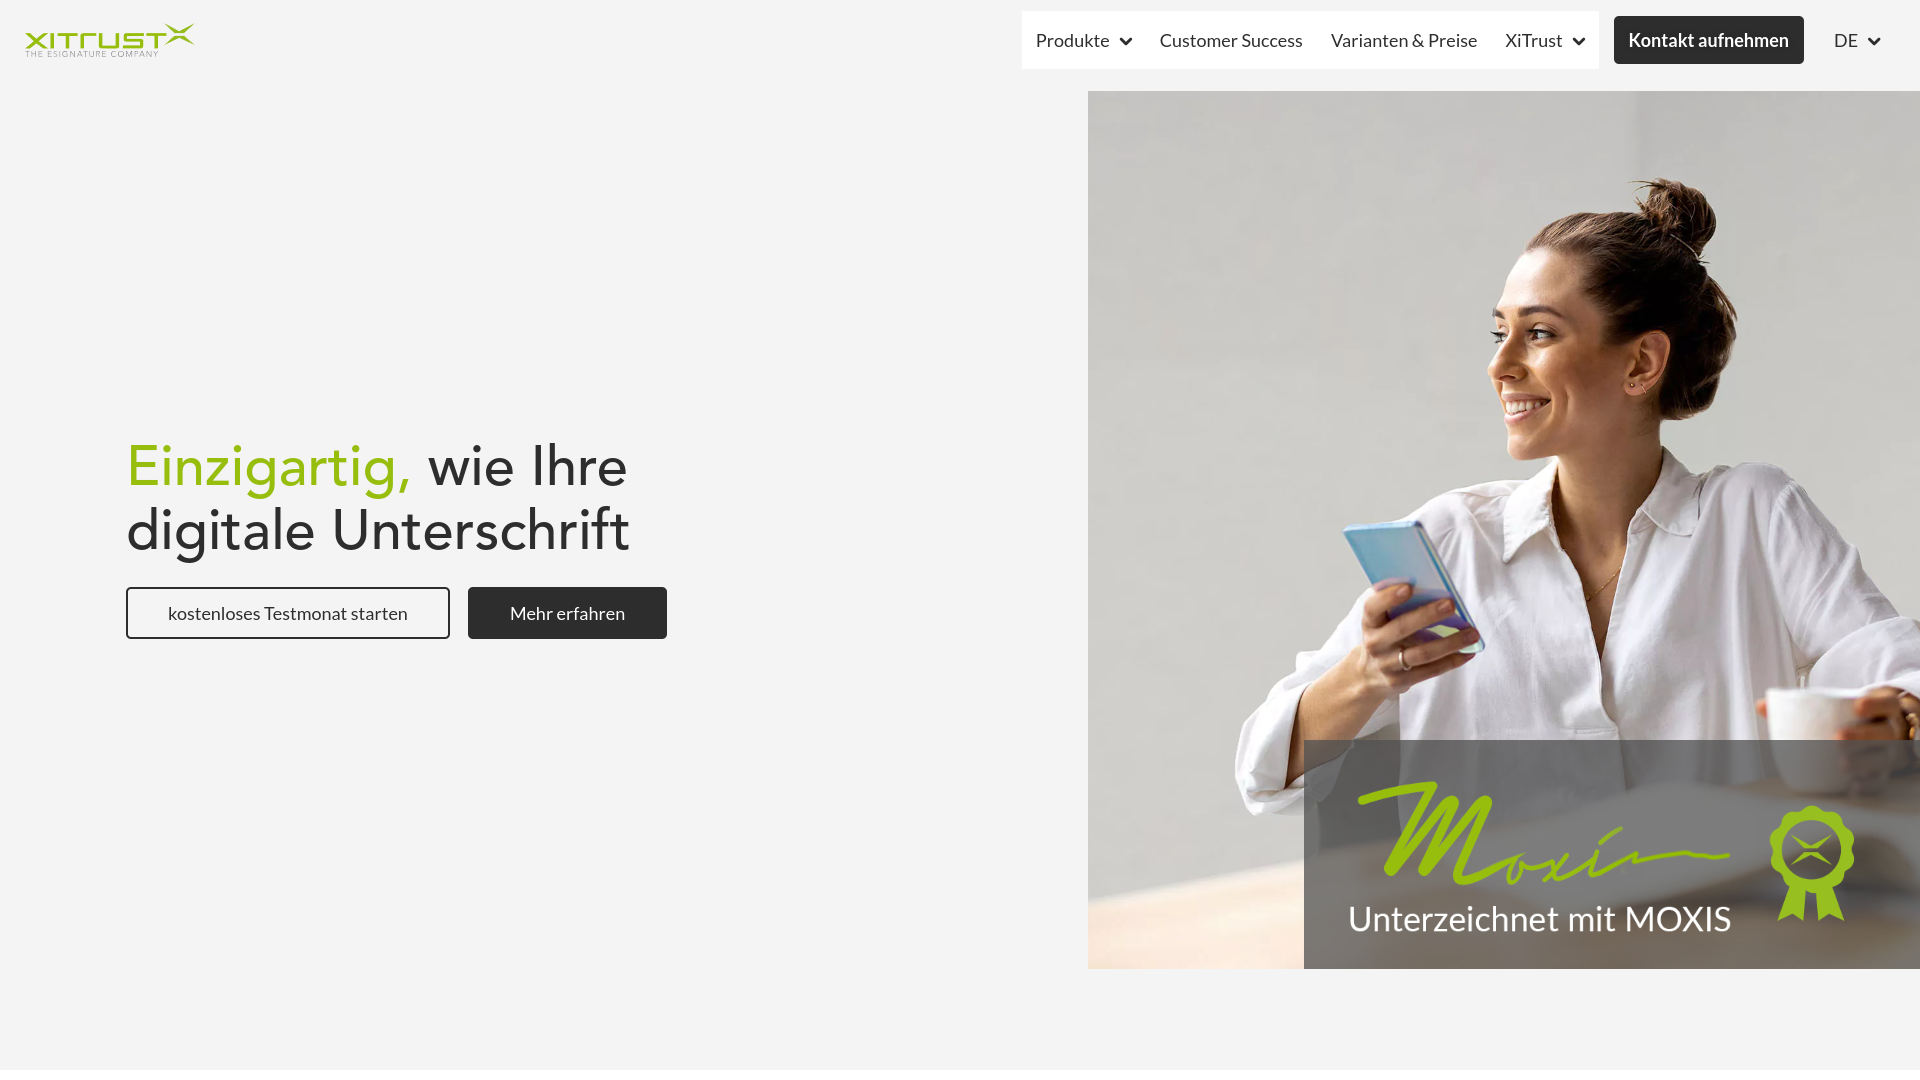 XITRUST
THE ESIGNATURE COMPANY
Produkte
Customer Success
Varianten & Preise
XiTrust
Kontakt aufnehmen
DE
Einzigartig, wie Ihre
digitale Unterschrift
kostenloses Testmonat starten
Mehr erfahren
Moxis
Unterzeichnet mit MOXIS